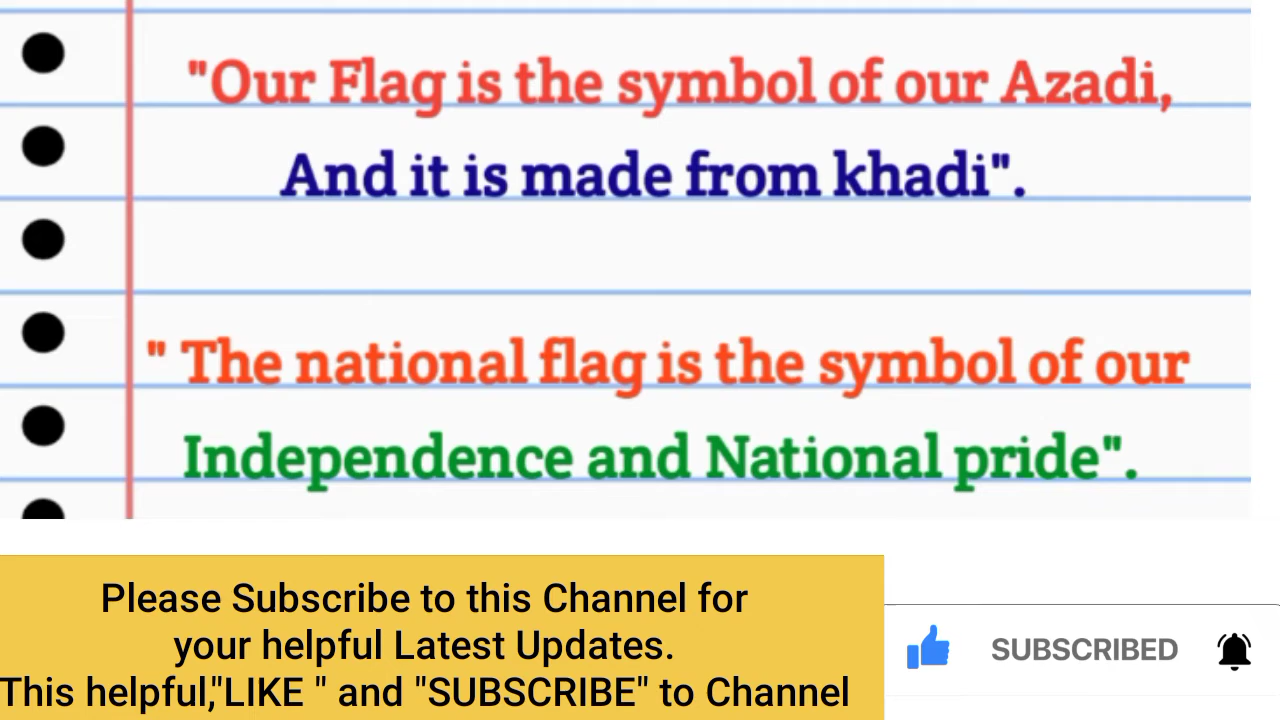 "Our Flag is the symbol of our Azadi,
And it is made from khadi".
" The national flag is the symbol of our
Independence and National pride".
Please Subscribe to this Channel for
your helpful Latest Updates.
This helpful,"LIKE " and "SUBSCRIBE" to Channel
SUBSCRIBED